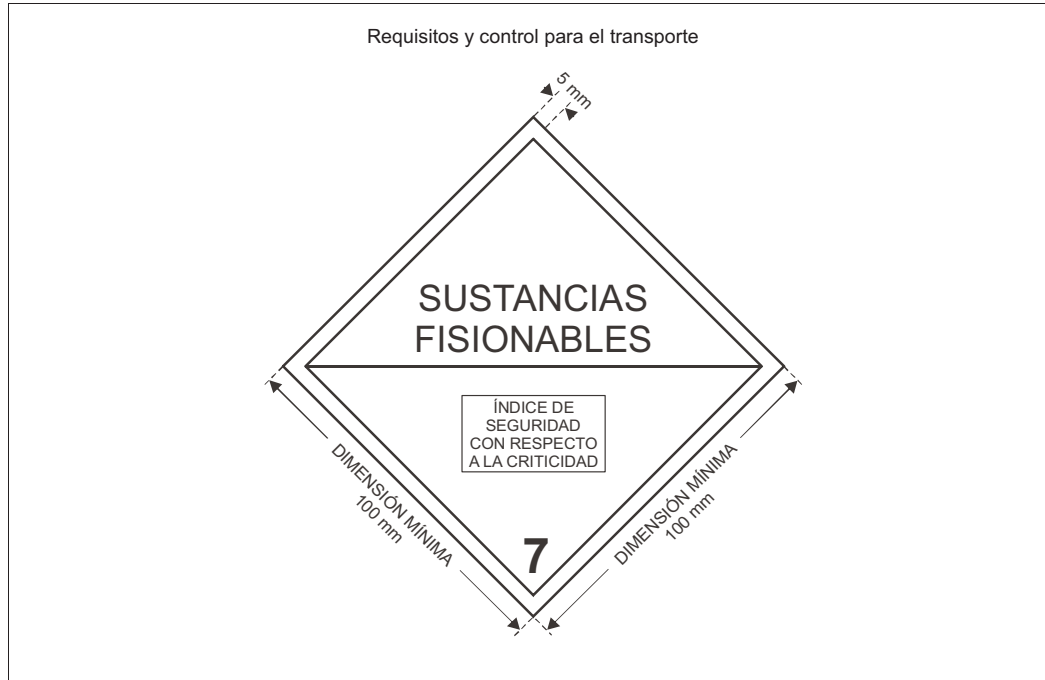 Requisitos y control para el transporte
5 mm
SUSTANCIAS
FISIONABLES
ÍNDICE DE
SEGURIDAD
CON RESPECTO
A LA CRITICIDAD
DIMENSIÓN MÍNIMA
100 mm
DIMENSIÓN MÍNIMA
100 mm
7